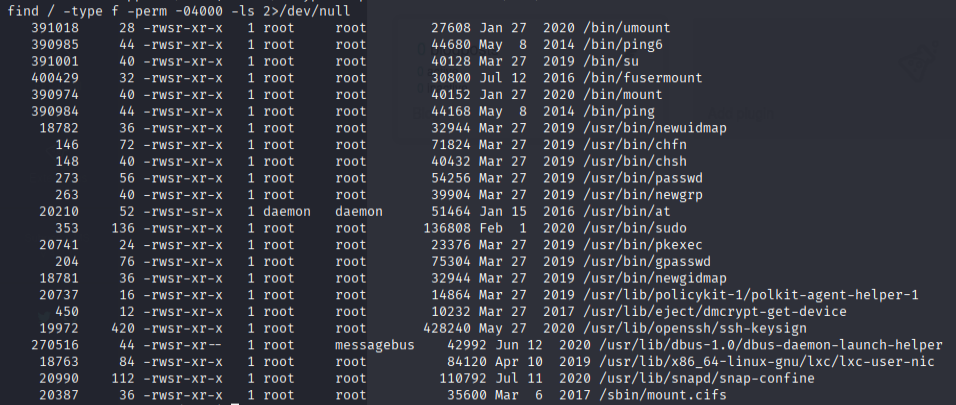 find / -type f -perm -04000 -ls 2>/dev/null
391018 28 -rwsr-xr-x 1 root root 27608 Jan 27 2020 /bin/umount
390985 44 -rwsr-xr-x 1 root root 44680 May 8 2014 /bin/ping6
391001 40 -rwsr-xr-x 1 root root 40128 Mar 27 2019 /bin/su
400429 32 -rwsr-xr-x 1 root root 30800 Jul 12 2016 /bin/fusermount
390974 40 -rwsr-xr-x 1 root root 40152 Jan 27 2020 /bin/mount
390984 44 -rwsr-xr-x 1 root root 44168 May 8 2014 /bin/ping
18782 36 -rwsr-xr-x 1 root root 32944 Mar 27 2019 /usr/bin/newuidmap
146 72 -rwsr-xr-x 1 root root 71824 Mar 27 2019 /usr/bin/chfn
148 40 -rwsr-xr-x 1 root root 40432 Mar 27 2019 /usr/bin/chsh
273 56 -rwsr-xr-x 1 root root 54256 Mar 27 2019 /usr/bin/passwd
263 40 -rwsr-xr-x 1 root root 39904 Mar 27 2019 /usr/bin/newgrp
20210 52 -rwsr-sr-x 1 daemon daemon 51464 Jan 15 2016 /usr/bin/at
353 136 -rwsr-xr-x 1 root root 136808 Feb 1 2020 /usr/bin/sudo
20741 24 -rwsr-xr-x 1 root root 23376 Mar 27 2019 /usr/bin/pkexec
204 76 -rwsr-xr-x 1 root root 75304 Mar 27 2019 /usr/bin/gpasswd
18781 36 -rwsr-xr-x 1 root root 32944 Mar 27 2019 /usr/bin/newgidmap
20737 16 -rwsr-xr-x 1 root root 14864 Mar 27 2019 /usr/lib/policykit-1/polkit-agent-helper-1
450 12 -rwsr-xr-x 1 root root 10232 Mar 27 2017 /usr/lib/eject/dmcrypt-get-device
19972 420 -rwsr-xr-x 1 root root 428240 May 27 2020 /usr/lib/openssh/ssh-keysign
270516 44 -rwsr-xr-- 1 root messagebus 42992 Jun 12 2020 /usr/lib/dbus-1.0/dbus-daemon-launch-helper
18763 84 -rwsr-xr-x 1 root root 84120 Apr 10 2019 /usr/lib/x86_64-linux-gnu/lxc/lxc-user-nic
20990 112 -rwsr-xr-x 1 root root 110792 Jul 11 2020 /usr/lib/snapd/snap-confine
20387 36 -rwsr-xr-x 1 root root 35600 Mar 6 2017 /sbin/mount.cifs